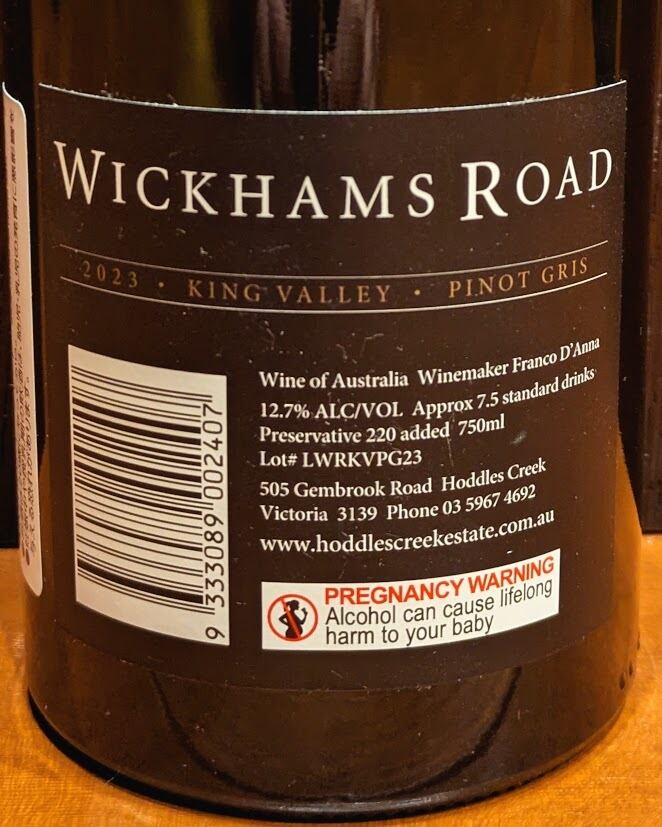 WICKHAMS ROAD
2023 • KING VALLEY • PINOT GRIS
Wine of Australia Winemaker Franco D'Anna
12.7% ALC/VOL Approx 7.5 standard drinks
Preservative 220 added 750ml
Lot# LWRKVPG23
505 Gembrook Road Hoddles Creek
Victoria 3139 Phone 03 5967 4692
www.hoddlescreekestate.com.au
9 333089 002407
PREGNANCY WARNING
Alcohol can cause lifelong
harm to your baby